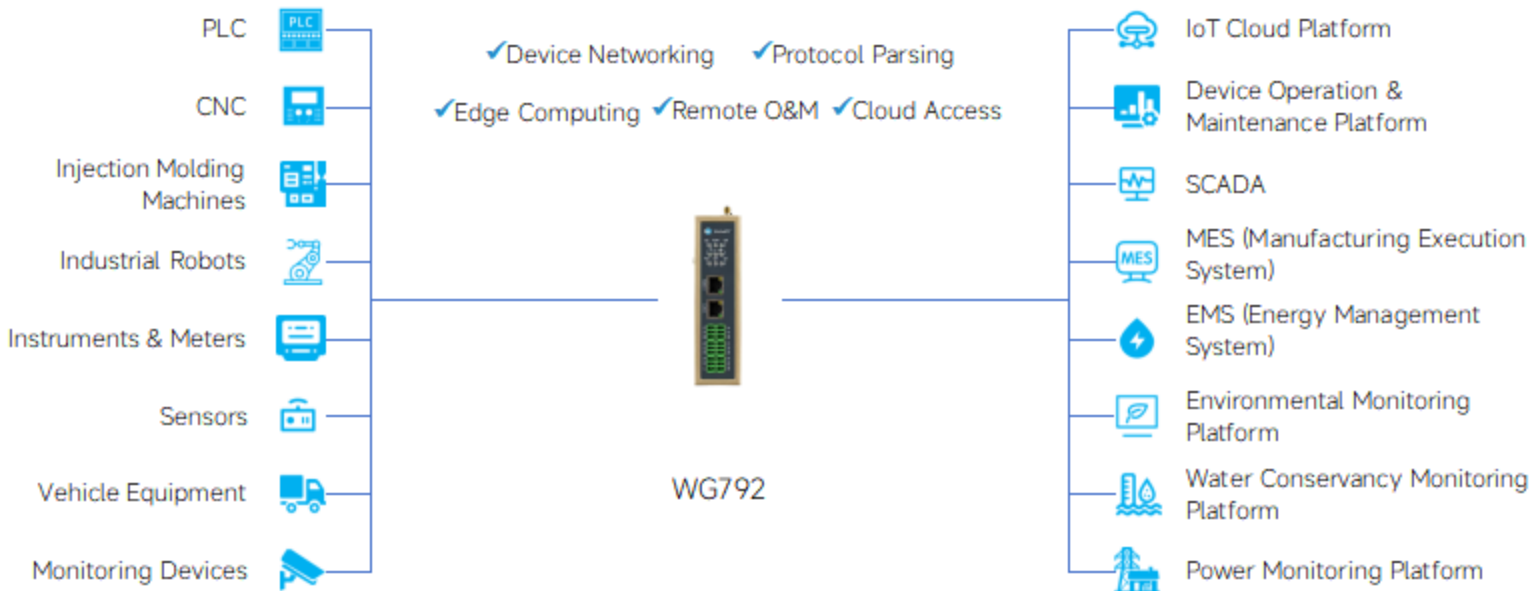 PLC
PLC
CNC
Injection Molding
Machines
Industrial Robots
Instruments & Meters
Sensors
Vehicle Equipment
Monitoring Devices
✔Device Networking ✔Protocol Parsing
✔Edge Computing ✔Remote O&M ✔Cloud Access
WG792
IoT Cloud Platform
Device Operation &
Maintenance Platform
SCADA
MES
MES (Manufacturing Execution
System)
EMS (Energy Management
System)
Environmental Monitoring
Platform
Water Conservancy Monitoring
Platform
Power Monitoring Platform